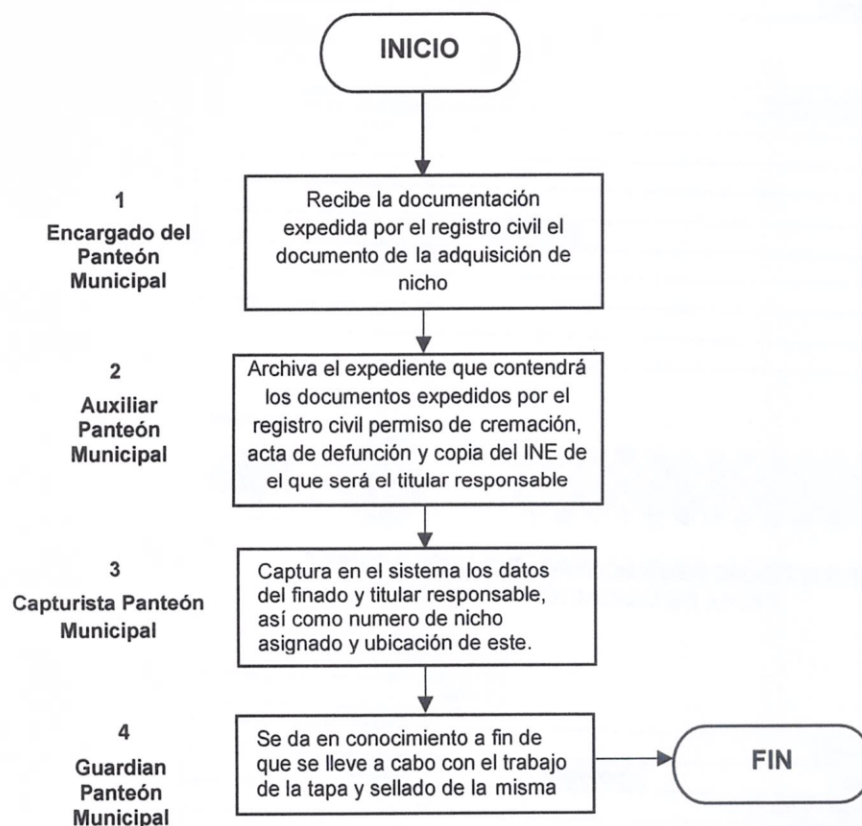 INICIO
1
Encargado del
Panteón
Municipal
Recibe la documentación
expedida por el registro civil el
documento de la adquisición de
nicho
2
Auxiliar
Panteón
Municipal
Archiva el expediente que contendrá
los documentos expedidos por el
registro civil permiso de cremación,
acta de defunción y copia del INE de
el que será el titular responsable
3
Capturista Panteón
Municipal
Captura en el sistema los datos
del finado y titular responsable,
así como numero de nicho
asignado y ubicación de este.
4
Guardian
Panteón
Municipal
Se da en conocimiento a fin de
que se lleve a cabo con el trabajo
de la tapa y sellado de la misma
FIN